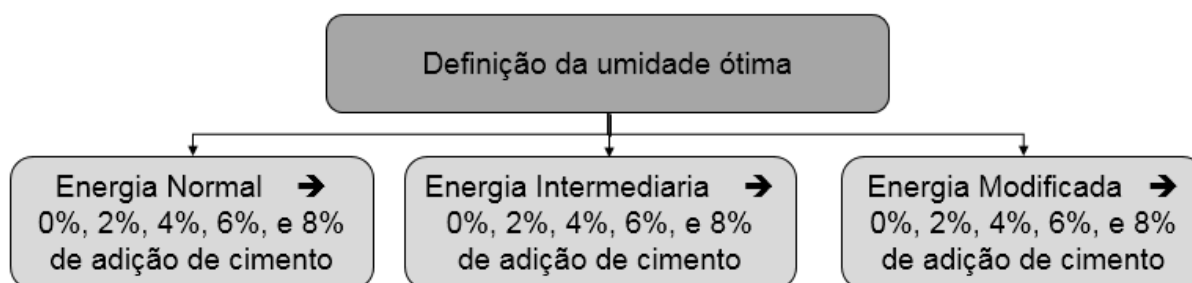 Definição da umidade ótima
Energia Normal ➔
0%, 2%, 4%, 6%, e 8%
de adição de cimento
Energia Intermediaria ➔
0%, 2%, 4%, 6%, e 8%
de adição de cimento
Energia Modificada ➔
0%, 2%, 4%, 6%, e 8%
de adição de cimento